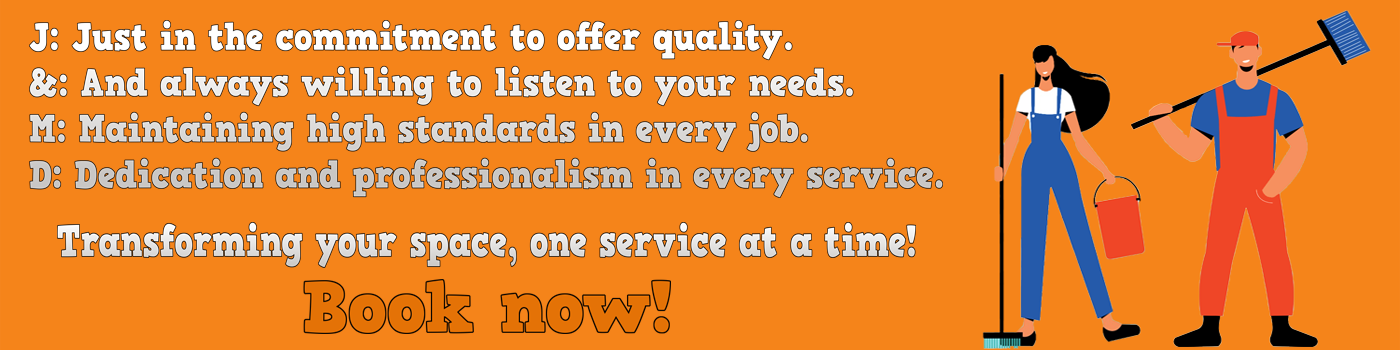 J: Just in the commitment to offer quality.
&: And always willing to listen to your needs.
M: Maintaining high standards in every job.
D: Dedication and professionalism in every service.
Transforming your space, one service at a time!
Book now!